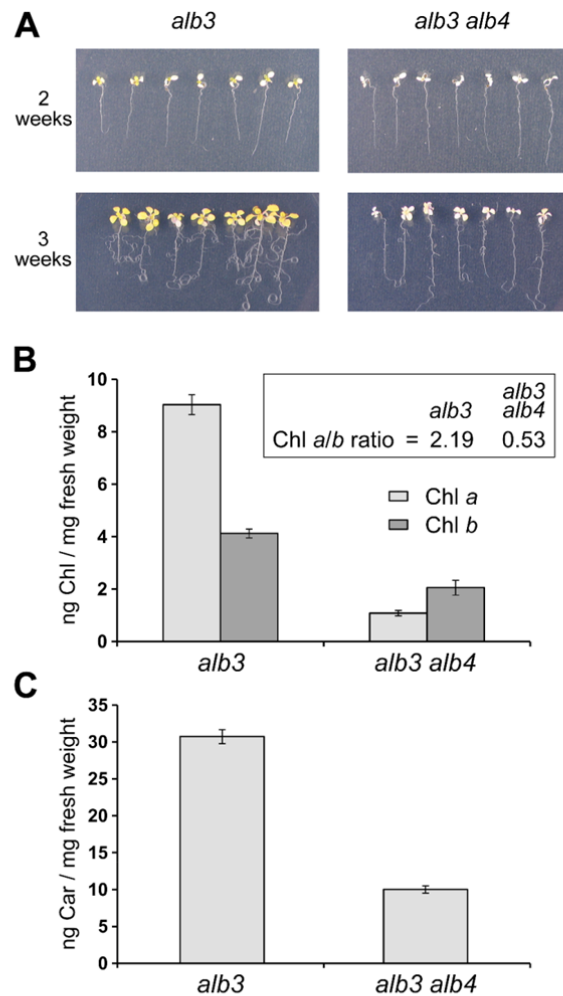 A
alb3
alb3 alb4
2
weeks
3
weeks
B
ng Chl / mg fresh weight
10
8
6
4
2
0
alb3
alb3
alb4
Chl a/b ratio = 2.19 0.53
Chl a
Chl b
alb3
alb3 alb4
C
ng Car / mg fresh weight
35
30
25
20
15
10
5
0
alb3
alb3 alb4